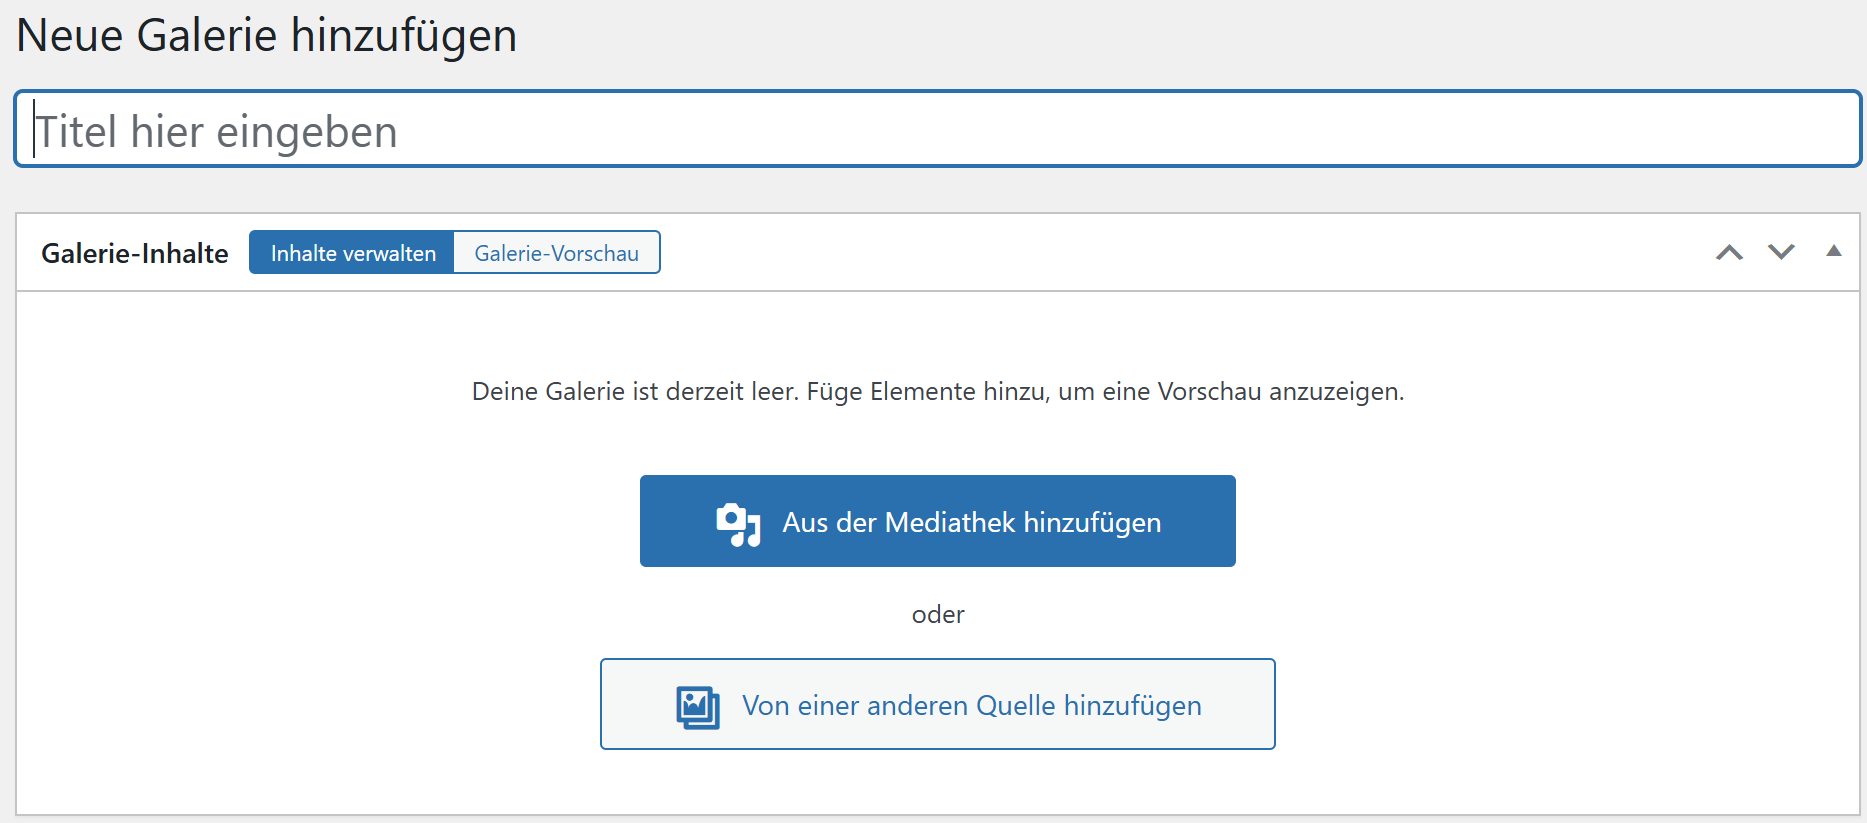 Neue Galerie hinzufügen
Titel hier eingeben
Galerie-Inhalte Inhalte verwalten Galerie-Vorschau
Deine Galerie ist derzeit leer. Füge Elemente hinzu, um eine Vorschau anzuzeigen.
Aus der Mediathek hinzufügen
oder
Von einer anderen Quelle hinzufügen